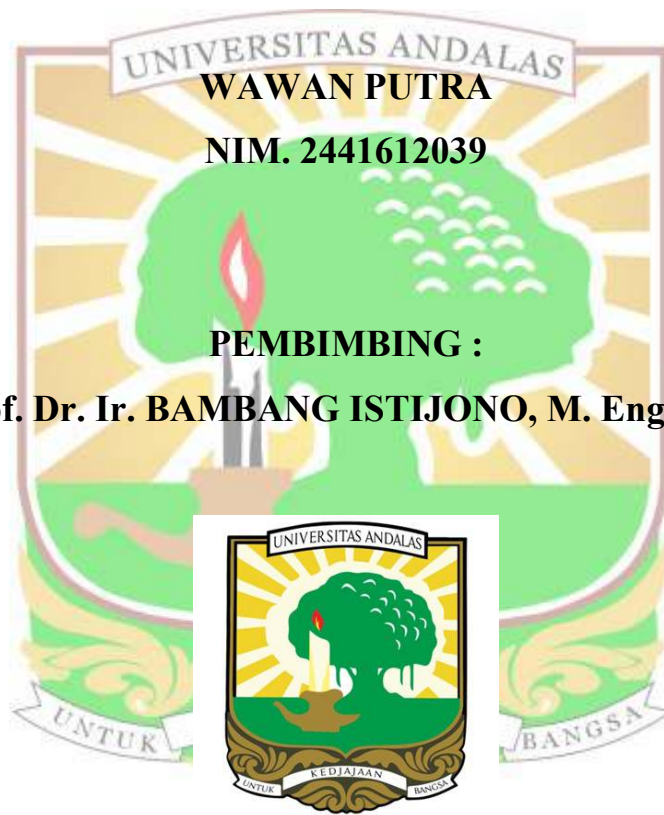 UNIVERSITAS ANDALAS
WAWAN PUTRA
NIM. 2441612039
PEMBIMBING :
of. Dr. Ir. BAMBANG ISTIJONO, M. Eng
UNIVERSITAS ANDALAS
UNTUK KEDJAJAAN BANGSA
UNTUK BANGSA